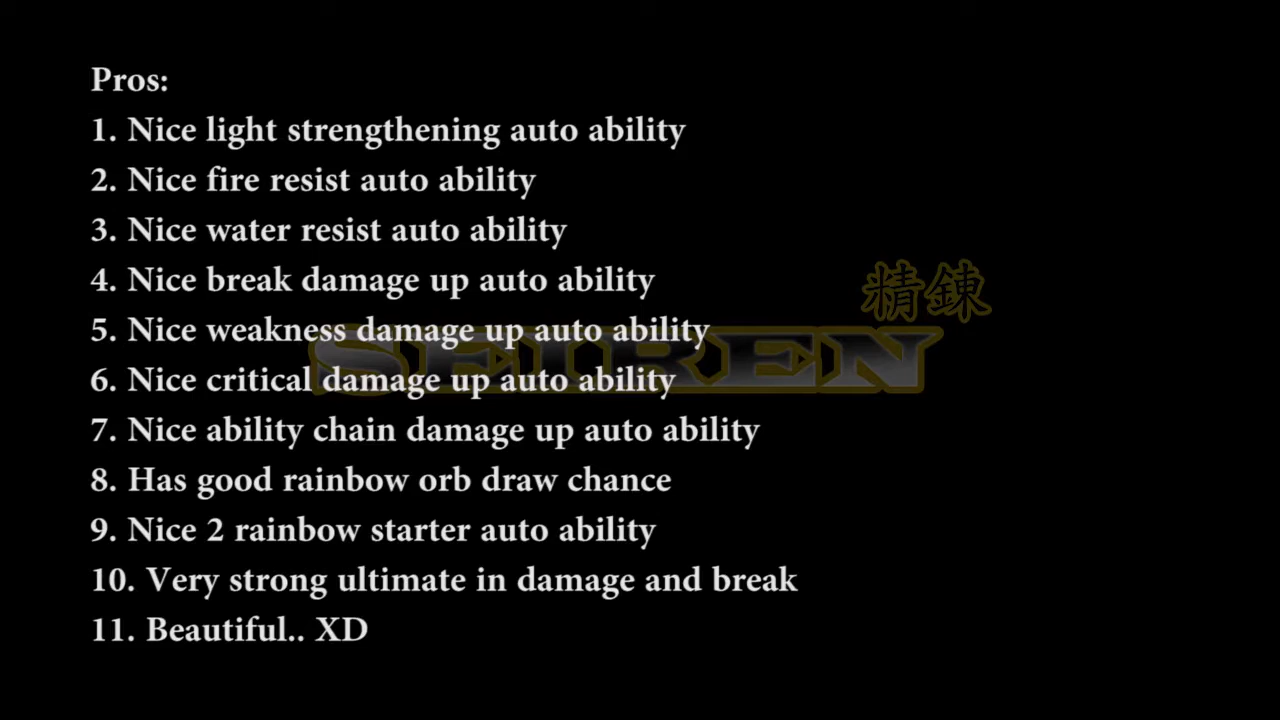 Pros:
1. Nice light strengthening auto ability
2. Nice fire resist auto ability
3. Nice water resist auto ability
4. Nice break damage up auto ability
5. Nice weakness damage up auto ability
6. Nice critical damage up auto ability
7. Nice ability chain damage up auto ability
8. Has good rainbow orb draw chance
9. Nice 2 rainbow starter auto ability
10. Very strong ultimate in damage and break
11. Beautiful.. XD
精鍊
SEIREN